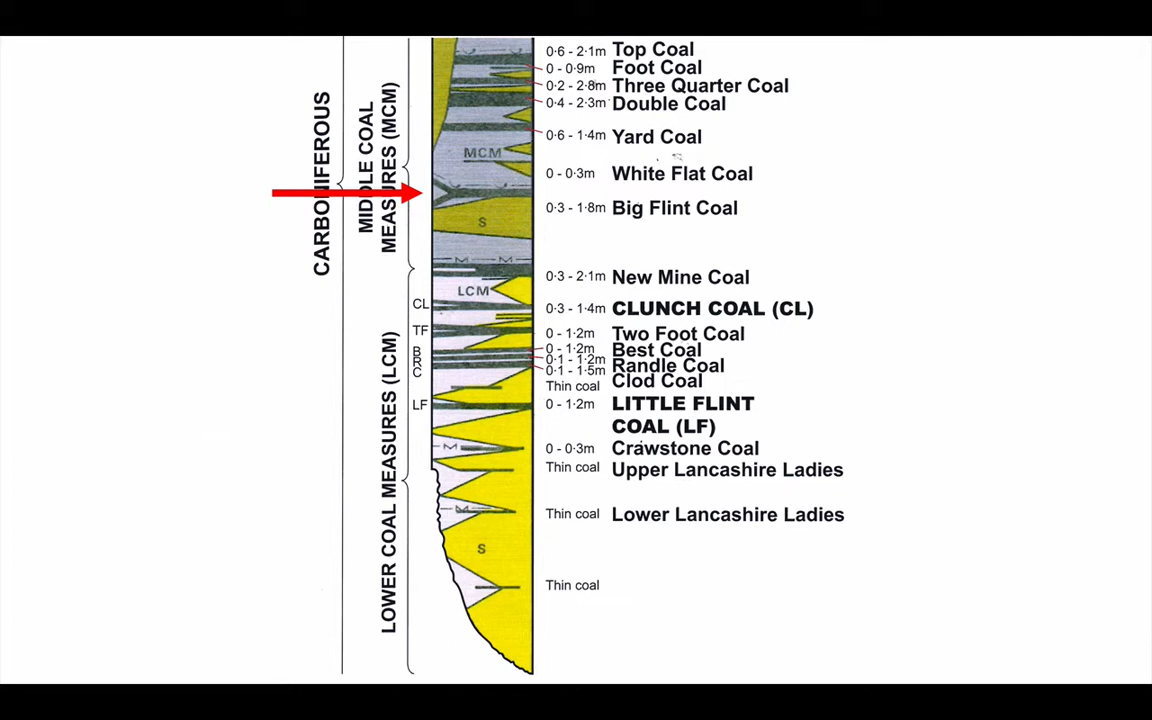 CARBONIFEROUS
MIDDLE COAL
MEASURES (MCM)
LOWER COAL MEASURES (LCM)
0·6 - 2·1m Top Coal
0 - 0·9m Foot Coal
0·2 - 2·8m Three Quarter Coal
0·4 - 2·3m Double Coal
0·6 - 1·4m Yard Coal
MCM
0 - 0·3m White Flat Coal
0·3 - 1·8m Big Flint Coal
S
M M
0·3 - 2·1m New Mine Coal
LCM
CL 0·3 - 1·4m CLUNCH COAL (CL)
TF 0 - 1·2m Two Foot Coal
B 0 - 1·2m Best Coal
R 0·1 - 1·2m Randle Coal
C 0·1 - 1·5m Clod Coal
Thin coal
LF 0 - 1·2m LITTLE FLINT
COAL (LF)
M 0 - 0·3m Crawstone Coal
Thin coal Upper Lancashire Ladies
M Thin coal Lower Lancashire Ladies
S
Thin coal